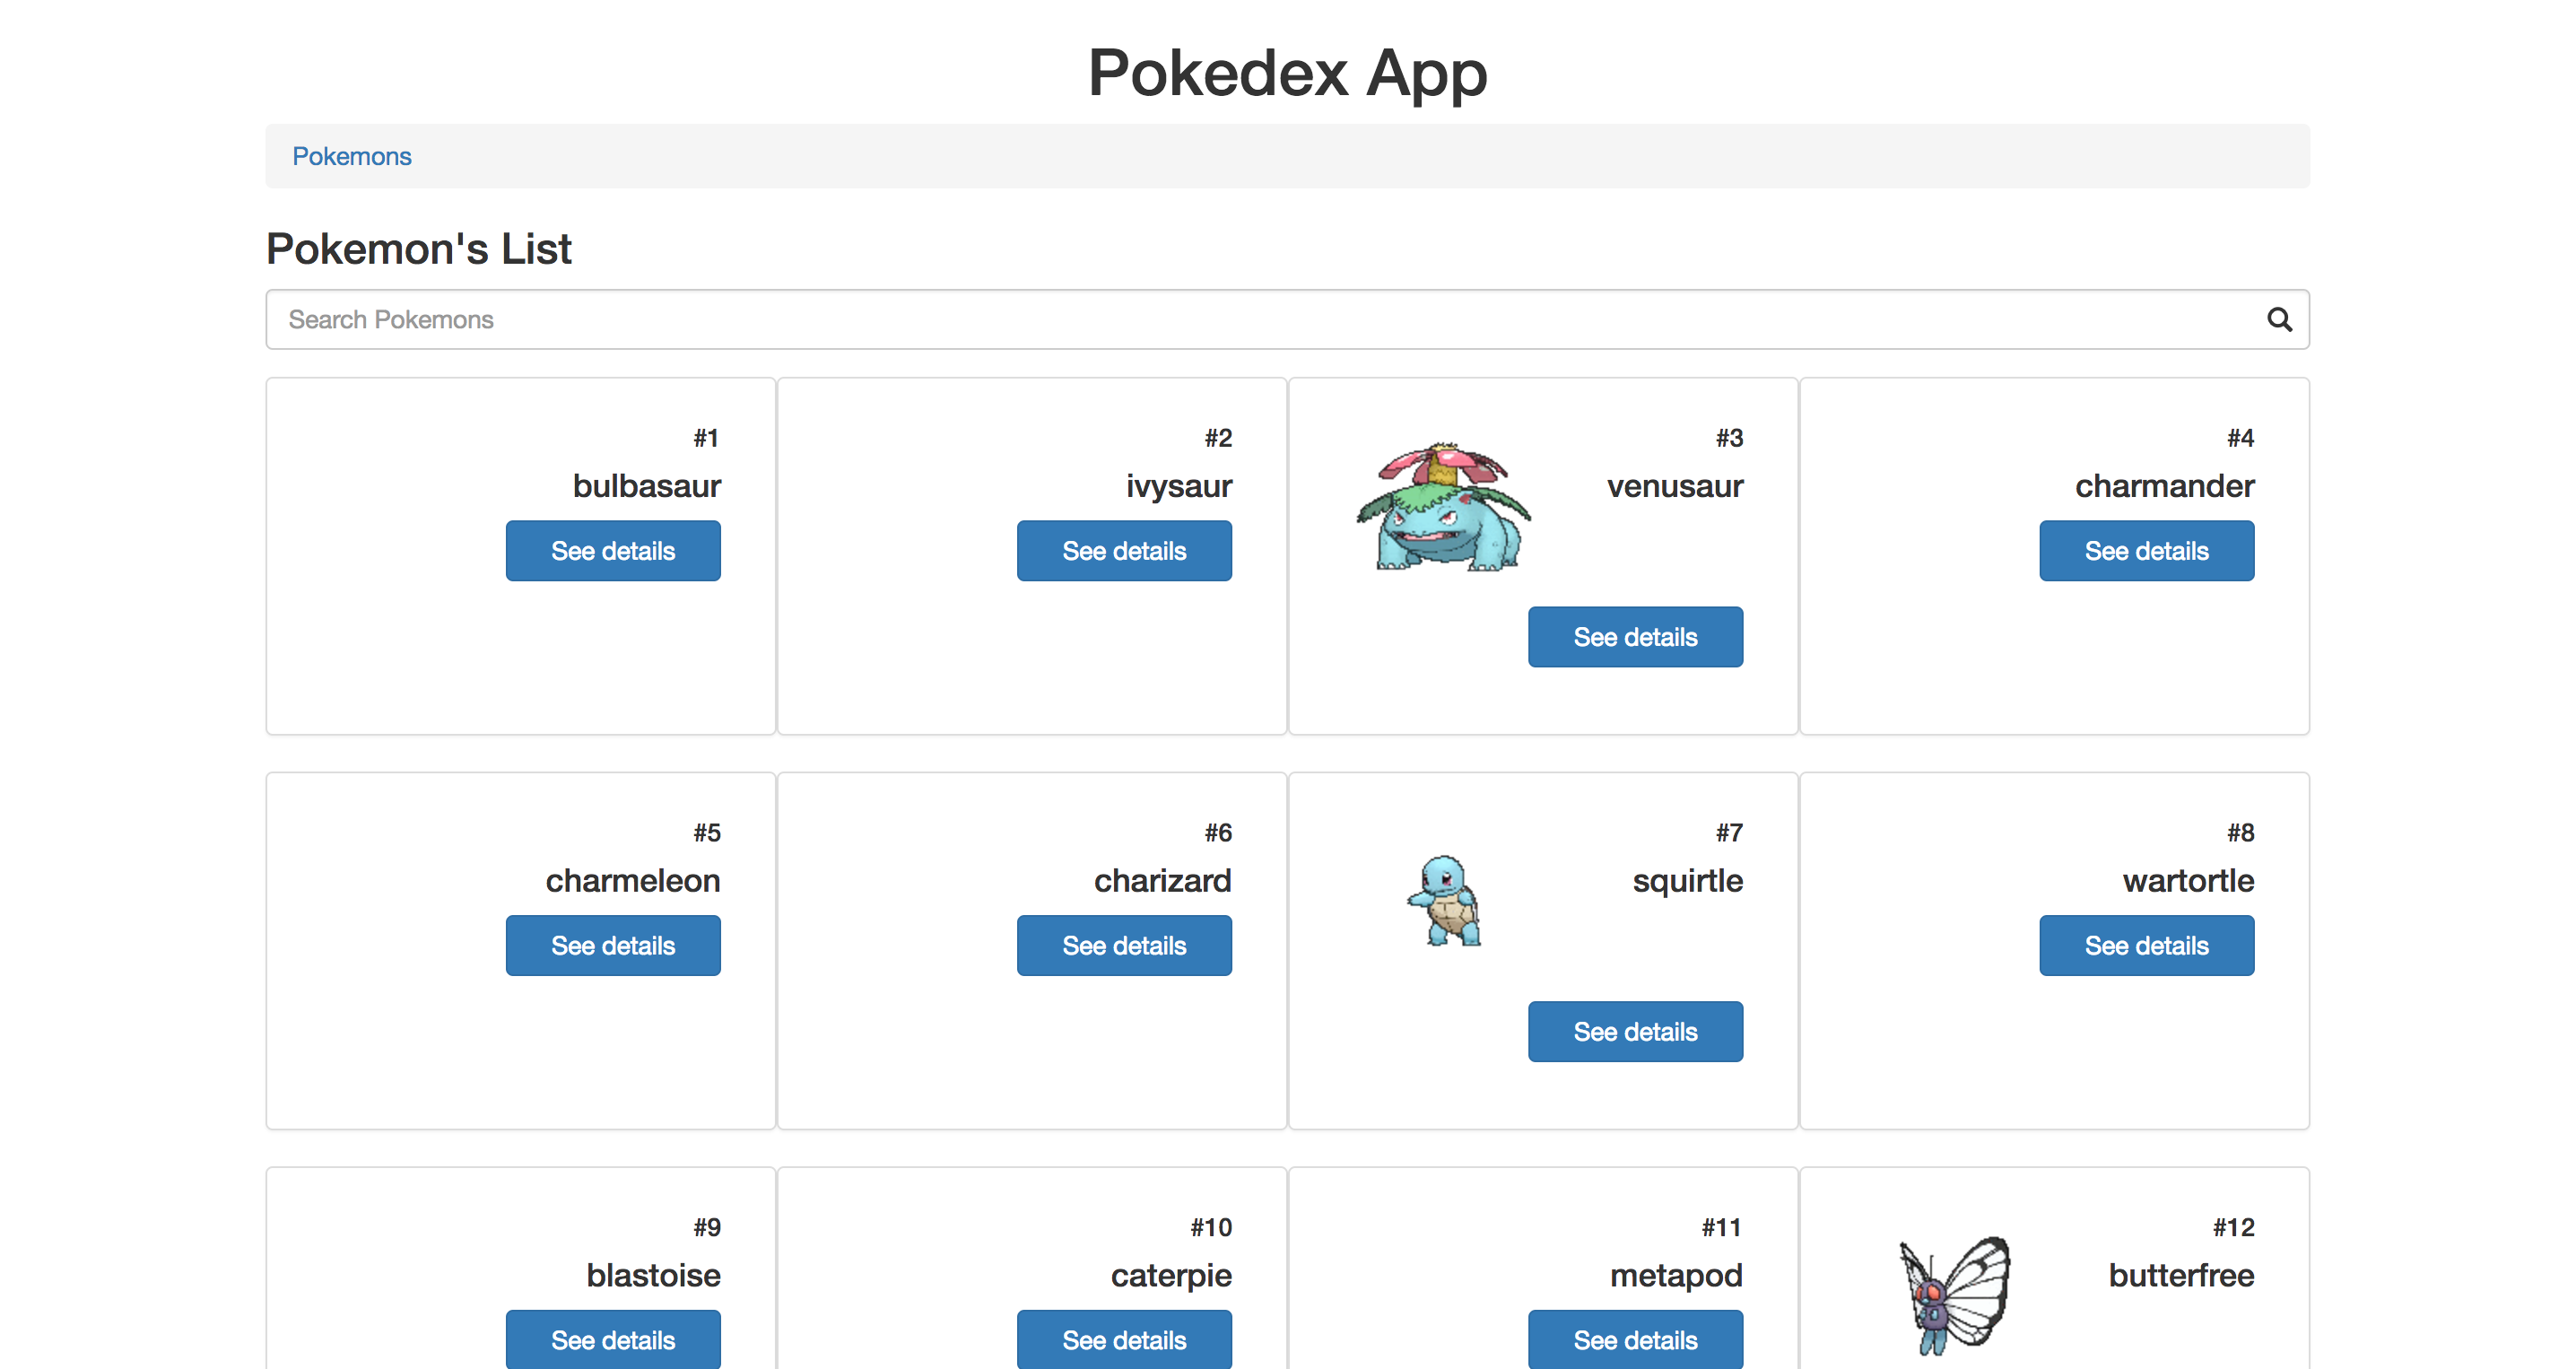 Pokedex App
Pokemons
Pokemon's List
Search Pokemons
#1
bulbasaur
See details
#2
ivysaur
See details
#3
venusaur
See details
#4
charmander
See details
#5
charmeleon
See details
#6
charizard
See details
#7
squirtle
See details
#8
wartortle
See details
#9
blastoise
See details
#10
caterpie
See details
#11
metapod
See details
#12
butterfree